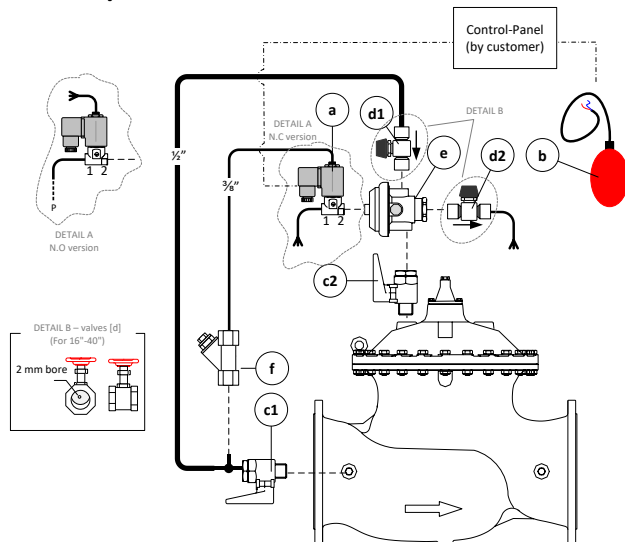 Control-Panel
(by customer)
a
d1
DETAIL B
DETAIL A
N.C version
e
d2
b
½”
⅜”
1 2
1 2
P
DETAIL A
N.O version
c2
DETAIL B – valves [d]
(For 16”-40”)
2 mm bore
f
c1